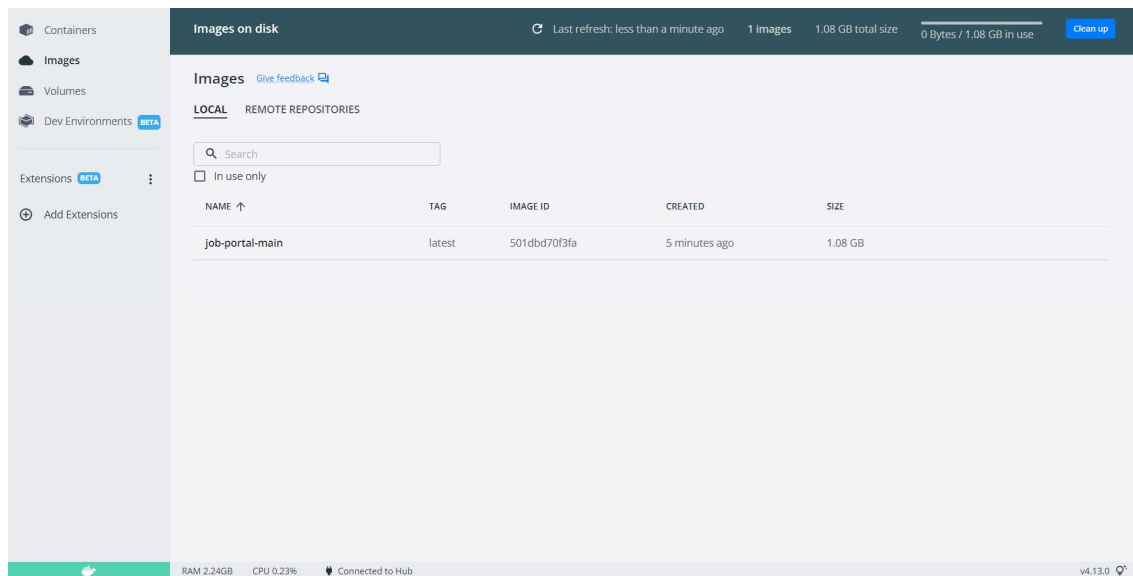 Containers
Images
Volumes
Dev Environments BETA
Extensions BETA
Add Extensions
Images on disk Last refresh: less than a minute ago 1 images 1.08 GB total size 0 Bytes / 1.08 GB in use Clean up
Images Give feedback
LOCAL REMOTE REPOSITORIES
Search
In use only
NAME TAG IMAGE ID CREATED SIZE
job-portal-main latest 501dbd70f3fa 5 minutes ago 1.08 GB
RAM 2.24GB CPU 0.23% Connected to Hub v4.13.0